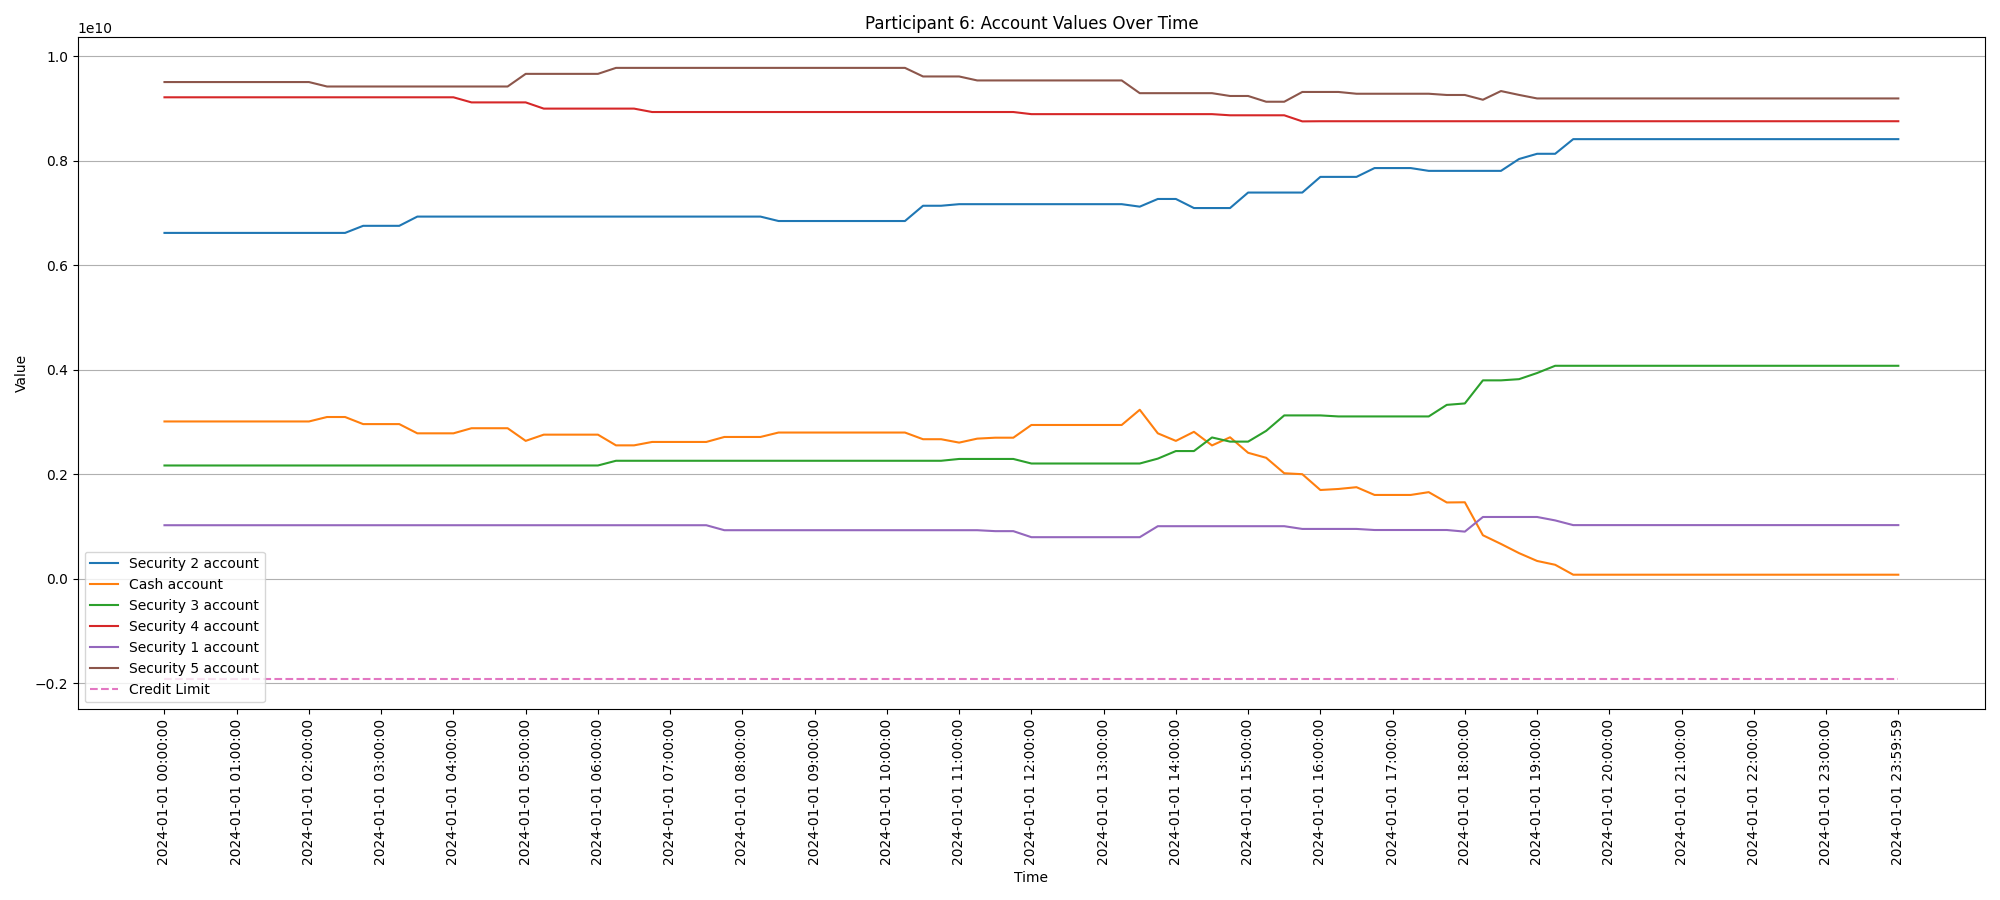 Participant 6: Account Values Over Time
1e10
1.0
0.8
0.6
0.4
0.2
0.0
−0.2
Value
Security 2 account
Cash account
Security 3 account
Security 4 account
Security 1 account
Security 5 account
Credit Limit
2024-01-01 00:00:00
2024-01-01 01:00:00
2024-01-01 02:00:00
2024-01-01 03:00:00
2024-01-01 04:00:00
2024-01-01 05:00:00
2024-01-01 06:00:00
2024-01-01 07:00:00
2024-01-01 08:00:00
2024-01-01 09:00:00
2024-01-01 10:00:00
2024-01-01 11:00:00
2024-01-01 12:00:00
2024-01-01 13:00:00
2024-01-01 14:00:00
2024-01-01 15:00:00
2024-01-01 16:00:00
2024-01-01 17:00:00
2024-01-01 18:00:00
2024-01-01 19:00:00
2024-01-01 20:00:00
2024-01-01 21:00:00
2024-01-01 22:00:00
2024-01-01 23:00:00
2024-01-01 23:59:59
Time